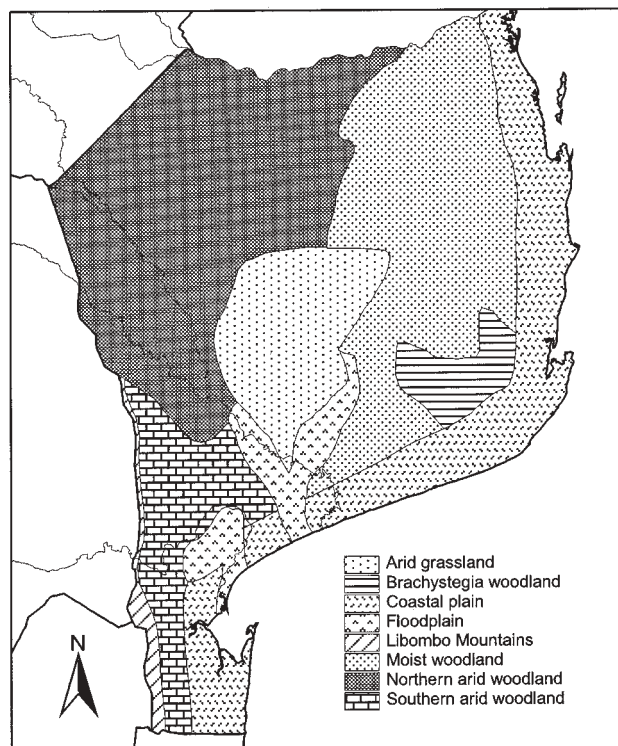 Arid grassland
Brachystegia woodland
Coastal plain
Floodplain
Libombo Mountains
Moist woodland
Northern arid woodland
Southern arid woodland
N